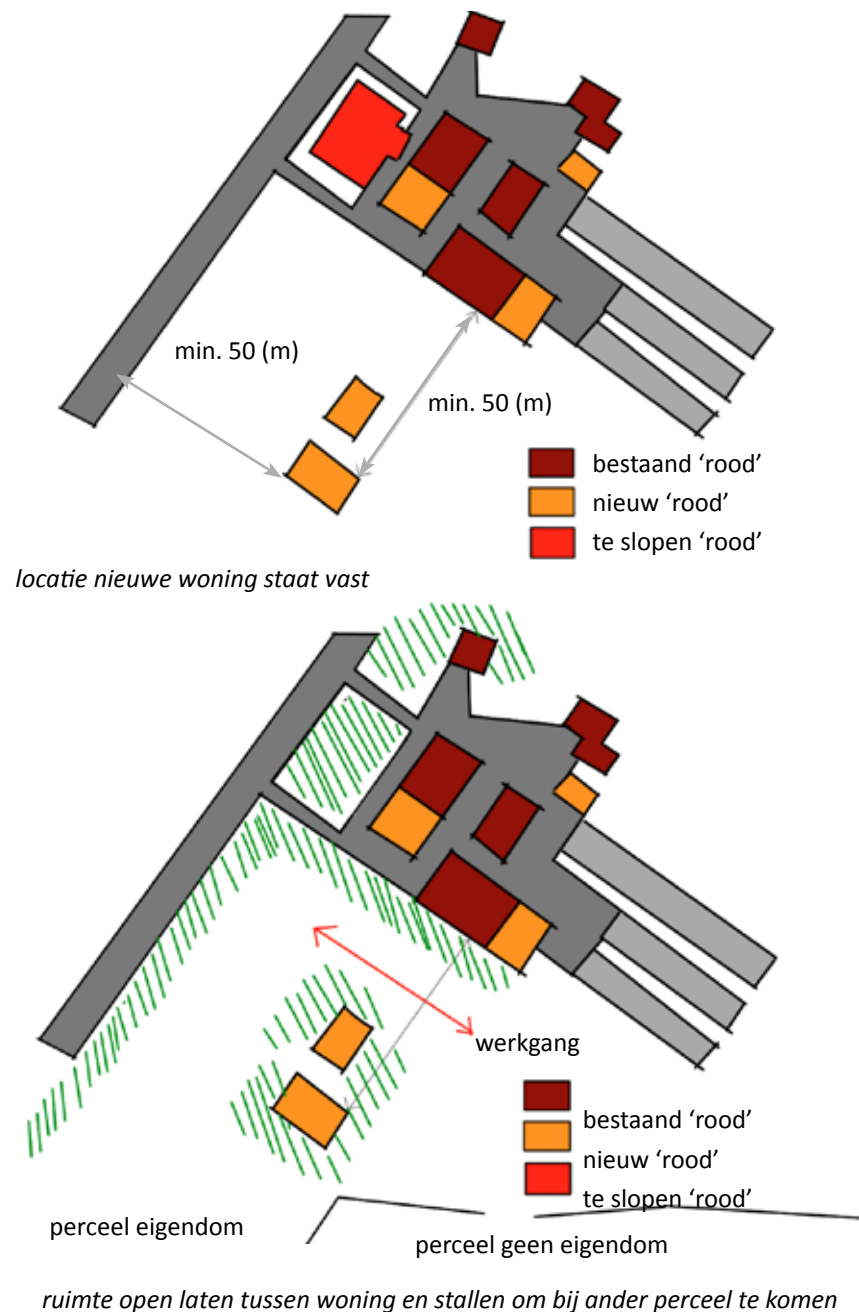 min. 50 (m)
min. 50 (m)
bestaand ‘rood’
nieuw ‘rood’
te slopen ‘rood’
locatie nieuwe woning staat vast
werkgang
bestaand ‘rood’
nieuw ‘rood’
te slopen ‘rood’
perceel eigendom
perceel geen eigendom
ruimte open laten tussen woning en stallen om bij ander perceel te komen